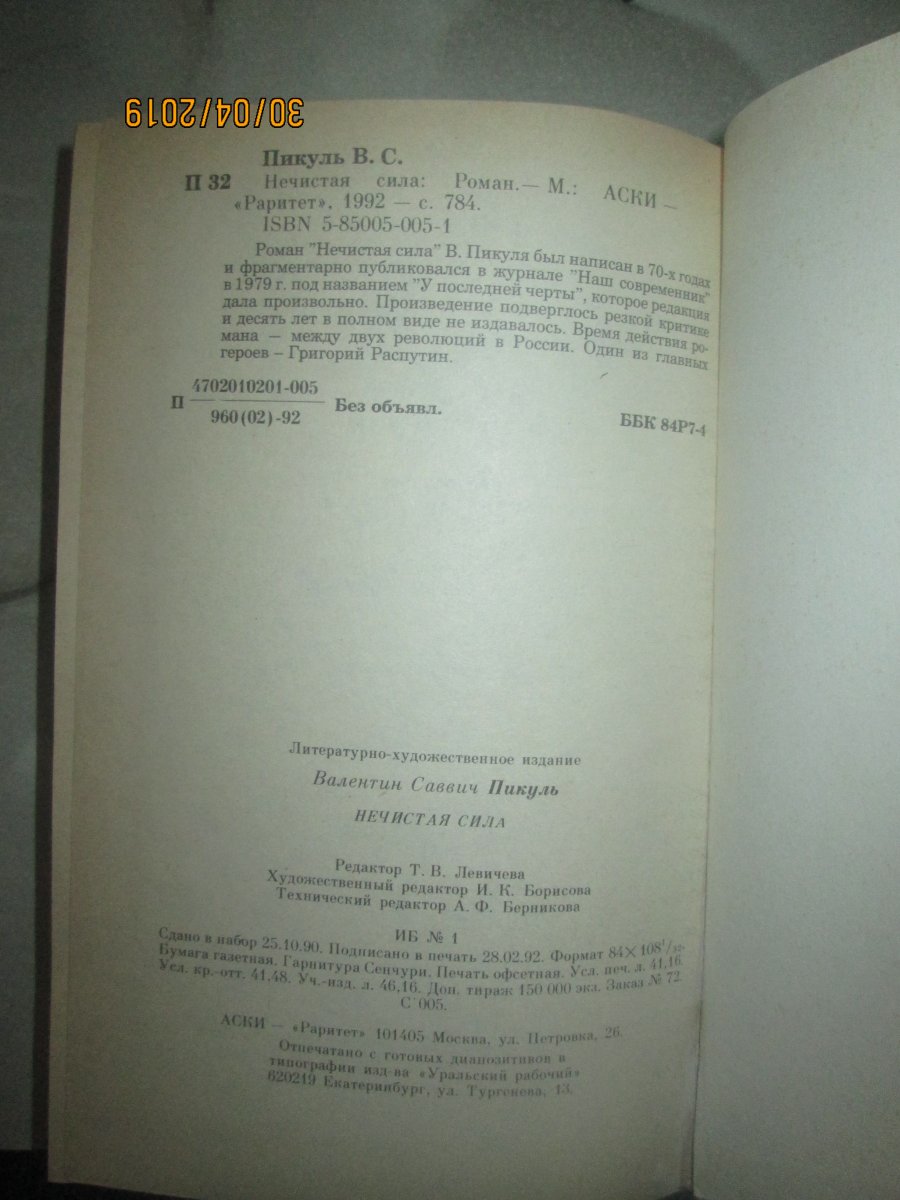 30/04/2019
Пикуль В. С.
П 32 Нечистая сила: Роман.— М.: АСКИ —
«Раритет», 1992 — с. 784.
ISBN 5-85005-005-1
Роман "Нечистая сила" В. Пикуля был написан в 70-х годах
и фрагментарно публиковался в журнале "Наш современник"
в 1979 г. под названием "У последней черты", которое редакция
дала произвольно. Произведение подверглось резкой критике
и десять лет в полном виде не издавалось. Время действия ро-
мана — между двух революций в России. Один из главных
героев – Григорий Распутин.
4702010201-005
П Без объявл.
960(02)-92
ББК 84Р7-4
Литературно-художественное издание
Валентин Саввич Пикуль
НЕЧИСТАЯ СИЛА
Редактор Т. В. Левичева
Художественный редактор И. К. Борисова
Технический редактор А. Ф. Берникова
ИБ № 1
Сдано в набор 25.10.90. Подписано в печать 28.02.92. Формат 84×108¹/₃₂.
Бумага газетная. Гарнитура Сенчури. Печать офсетная. Усл. печ. л. 41,16.
Усл. кр.-отт. 41,48. Уч.-изд. л. 46,16. Доп. тираж 150 000 экз. Заказ № 72.
С 005.
АСКИ — «Раритет» 101405 Москва, ул. Петровка, 26.
Отпечатано с готовых диапозитивов в
типографии изд-ва «Уральский рабочий»
620219 Екатеринбург, ул. Тургенева, 13.